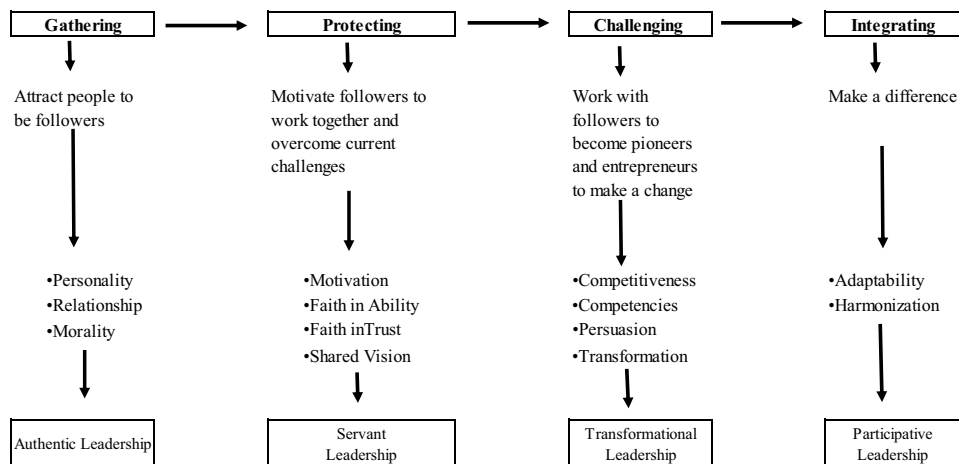 Gathering
Protecting
Challenging
Integrating
Attract people to
be followers
Motivate followers to
work together and
overcome current
challenges
Work with
followers to
become pioneers
and entrepreneurs
to make a change
Make a difference
•Personality
•Relationship
•Morality
•Motivation
•Faith in Ability
•Faith inTrust
•Shared Vision
•Competitiveness
•Competencies
•Persuasion
•Transformation
•Adaptability
•Harmonization
Authentic Leadership
Servant
Leadership
Transformational
Leadership
Participative
Leadership